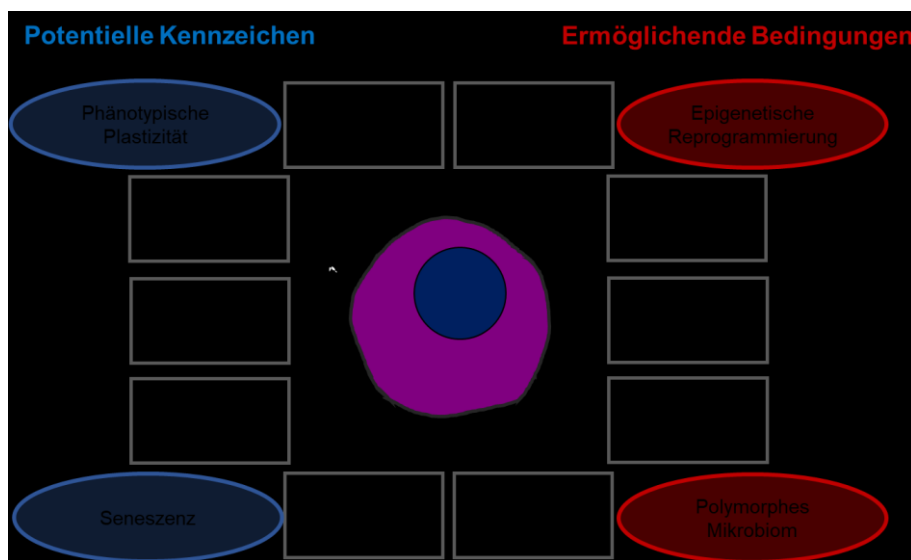 Potentielle Kennzeichen
Ermöglichende Bedingungen
Phänotypische
Plastizität
Epigenetische
Reprogrammierung
Seneszenz
Polymorphes
Mikrobiom